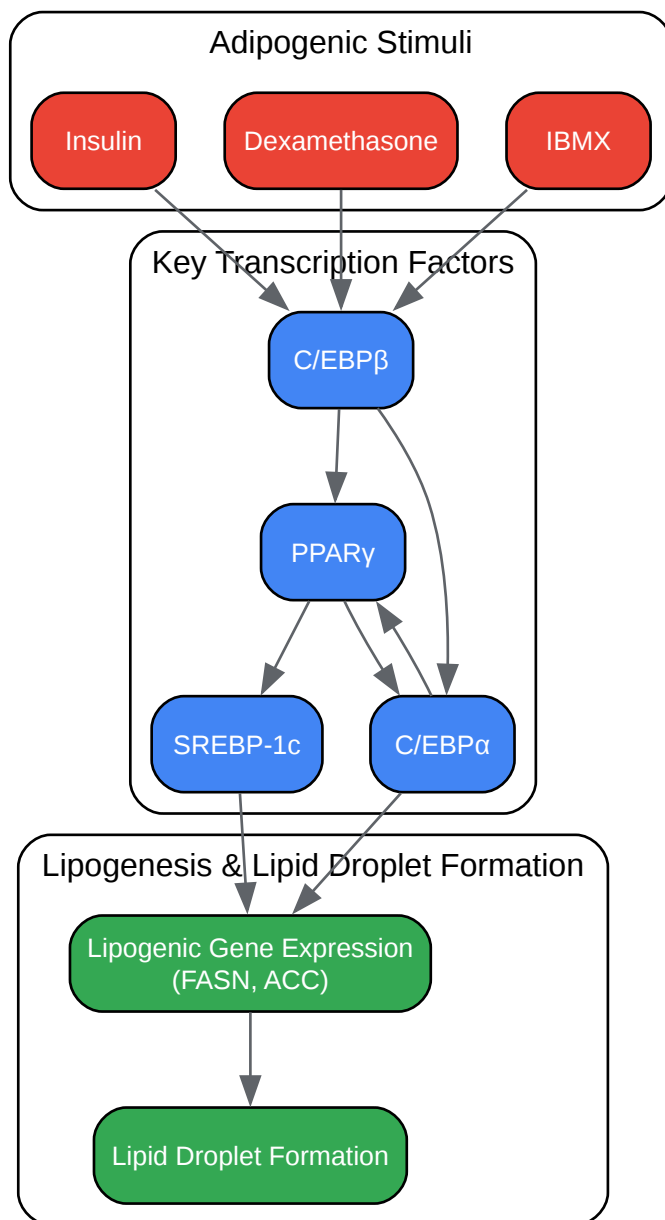 Adipogenic Stimuli
Insulin
Dexamethasone
IBMX
Key Transcription Factors
C/EBPβ
PPARγ
SREBP-1c
C/EBPα
Lipogenesis & Lipid Droplet Formation
Lipogenic Gene Expression
(FASN, ACC)
Lipid Droplet Formation